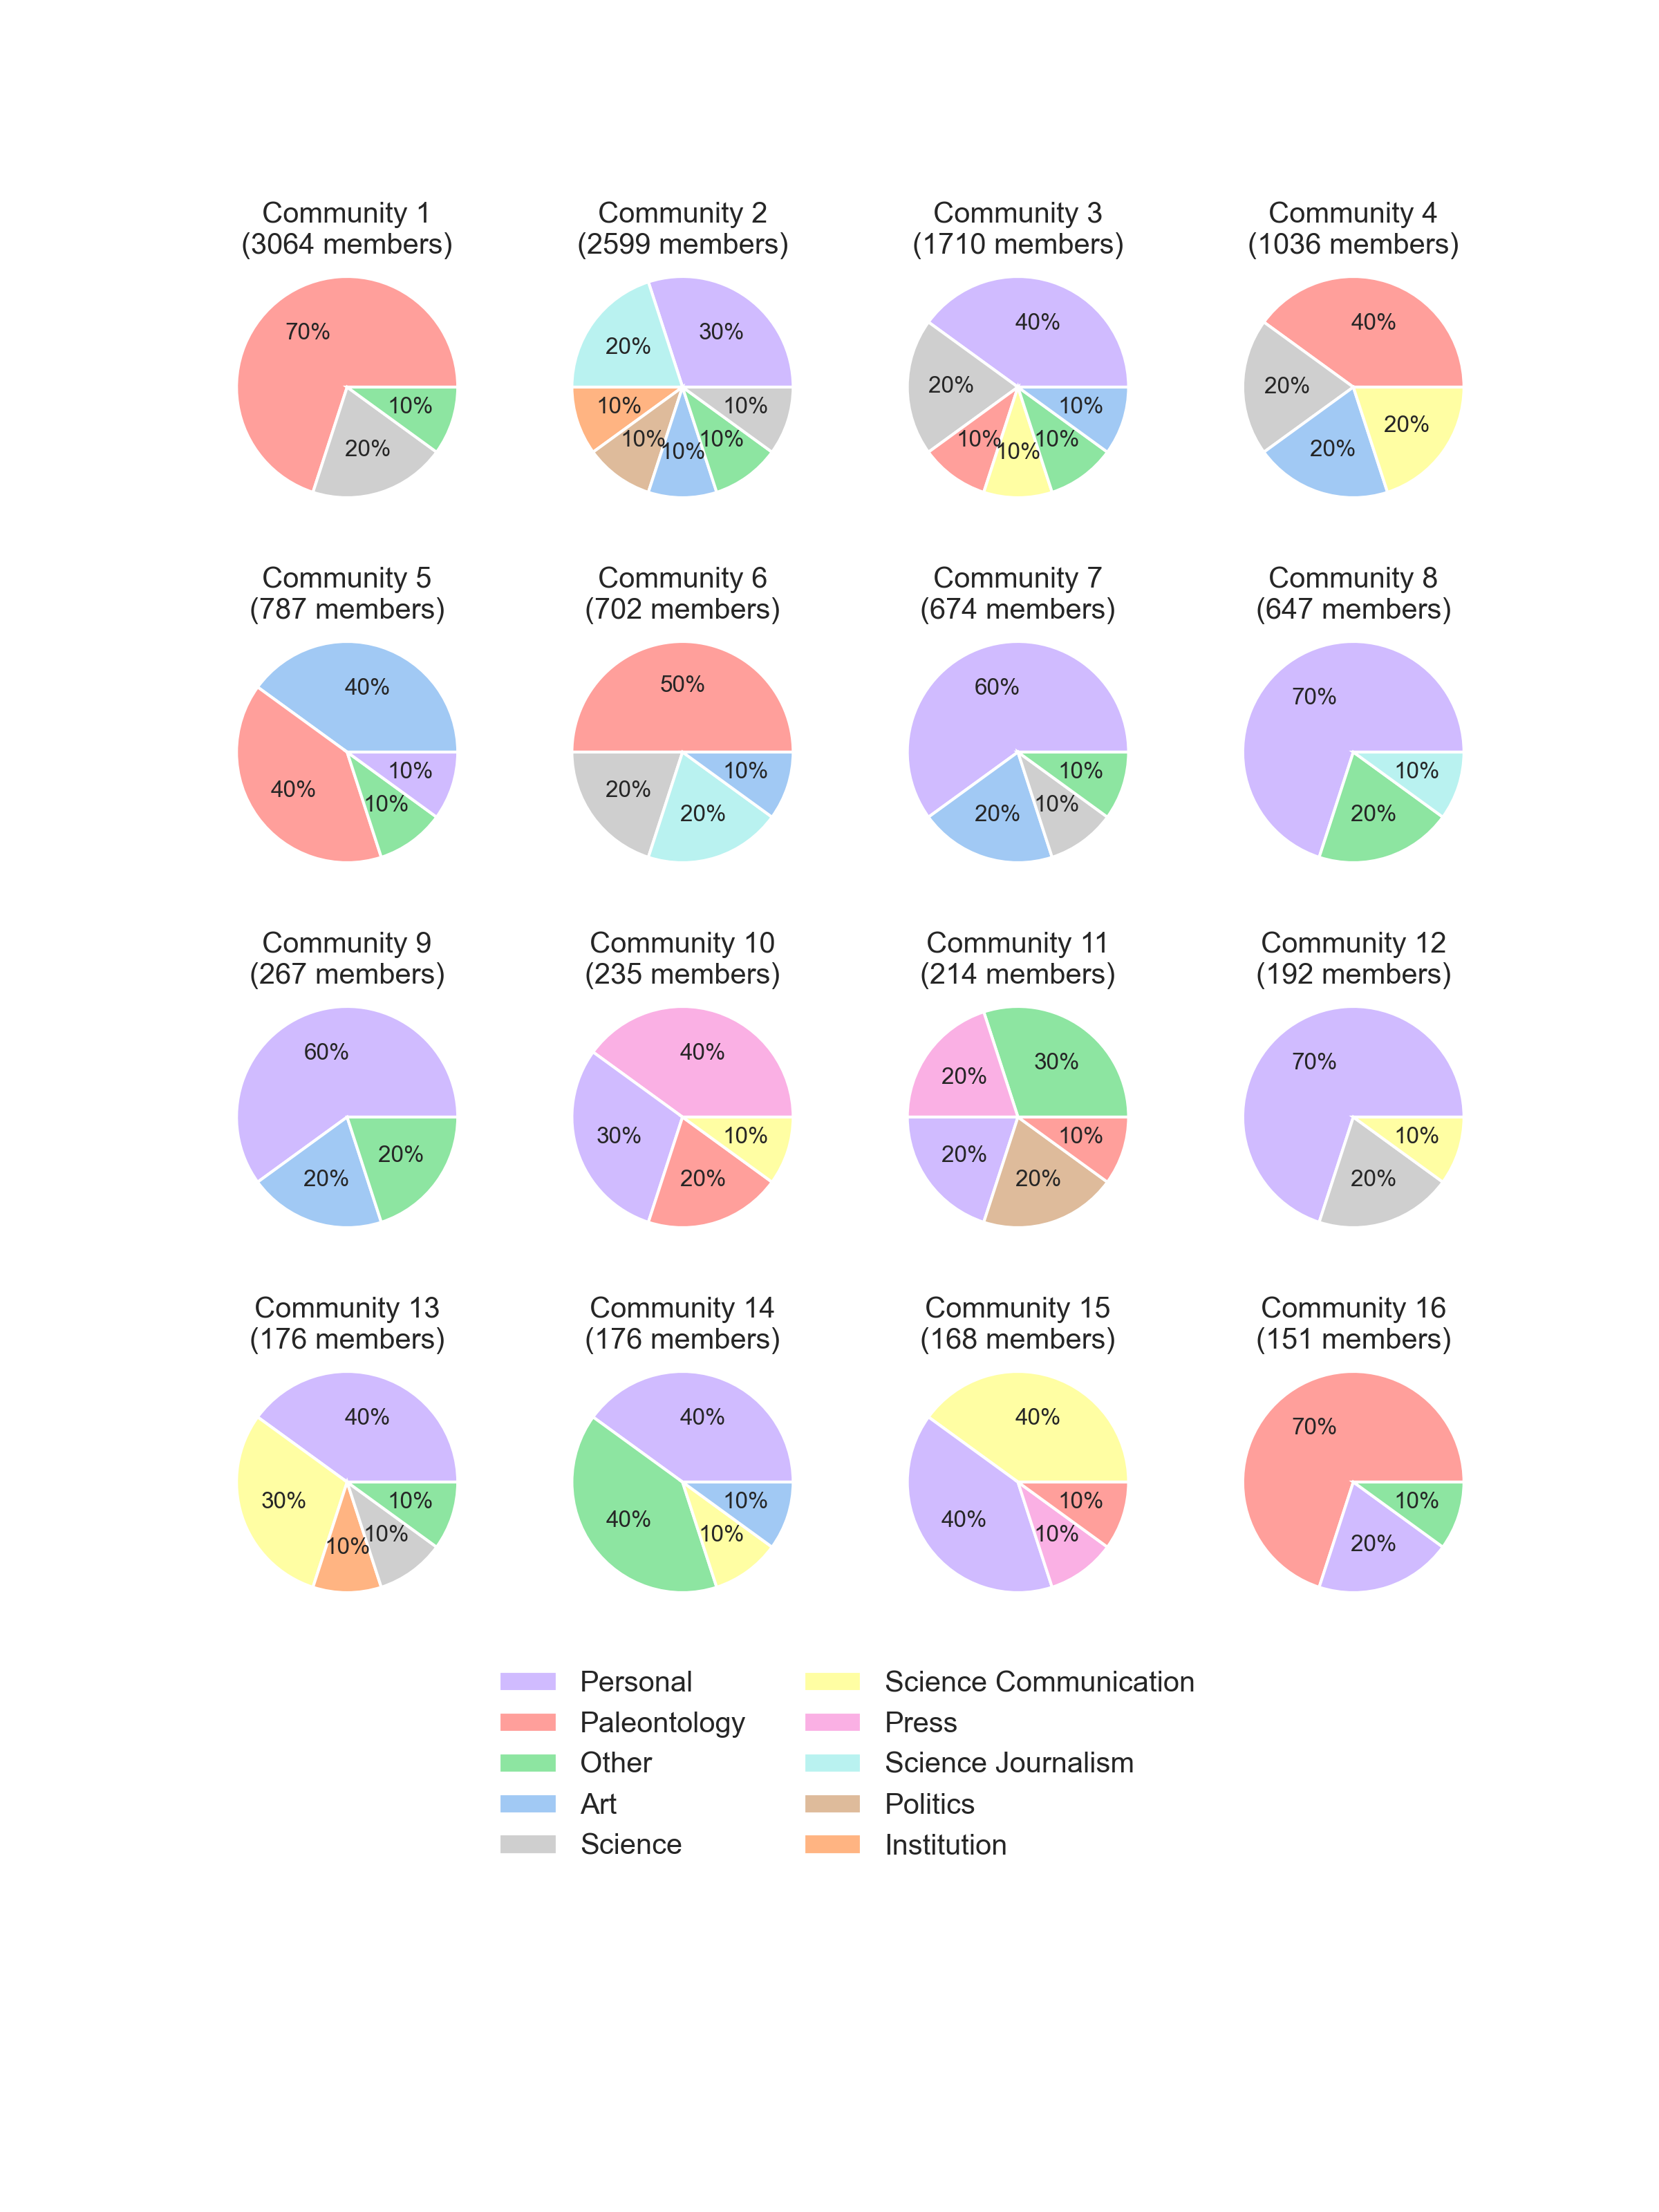 Community 1
(3064 members)
70%
10%
20%
Community 2
(2599 members)
30%
20%
10%
10%
10%
10%
10%
Community 3
(1710 members)
40%
20%
10%
10%
10%
10%
Community 4
(1036 members)
40%
20%
20%
20%
Community 5
(787 members)
40%
10%
40%
10%
Community 6
(702 members)
50%
10%
20%
20%
Community 7
(674 members)
60%
10%
10%
20%
Community 8
(647 members)
70%
10%
20%
Community 9
(267 members)
60%
20%
20%
Community 10
(235 members)
40%
30%
10%
20%
Community 11
(214 members)
30%
20%
10%
20%
20%
Community 12
(192 members)
70%
10%
20%
Community 13
(176 members)
40%
30%
10%
10%
10%
Community 14
(176 members)
40%
10%
40%
10%
Community 15
(168 members)
40%
10%
40%
10%
Community 16
(151 members)
70%
10%
20%
Personal
Paleontology
Other
Art
Science
Science Communication
Press
Science Journalism
Politics
Institution